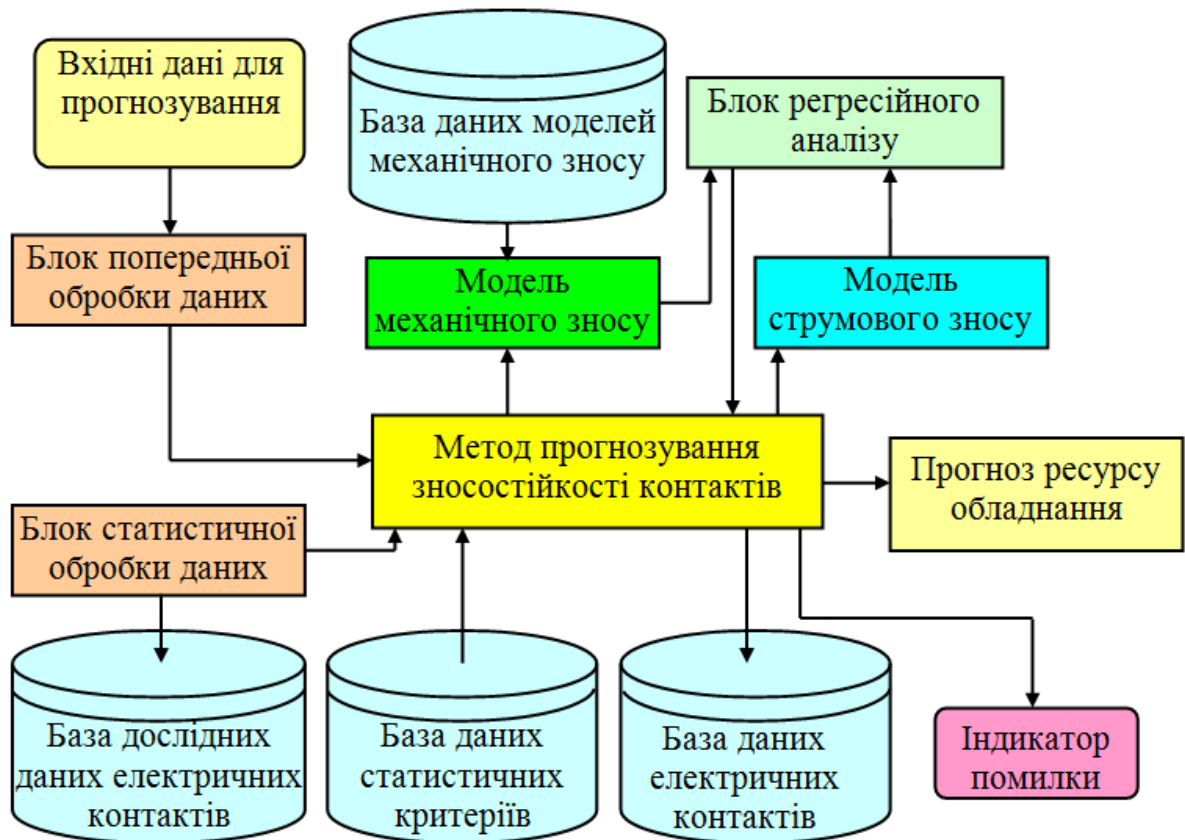 Вхідні дані для
прогнозування
База даних моделей
механічного зносу
Блок регресійного
аналізу
Блок попередньої
обробки даних
Модель
механічного зносу
Модель
струмового зносу
Метод прогнозування
зносостійкості контактів
Прогноз ресурсу
обладнання
Блок статистичної
обробки даних
База дослідних
даних електричних
контактів
База даних
статистичних
критеріїв
База даних
електричних
контактів
Індикатор
помилки